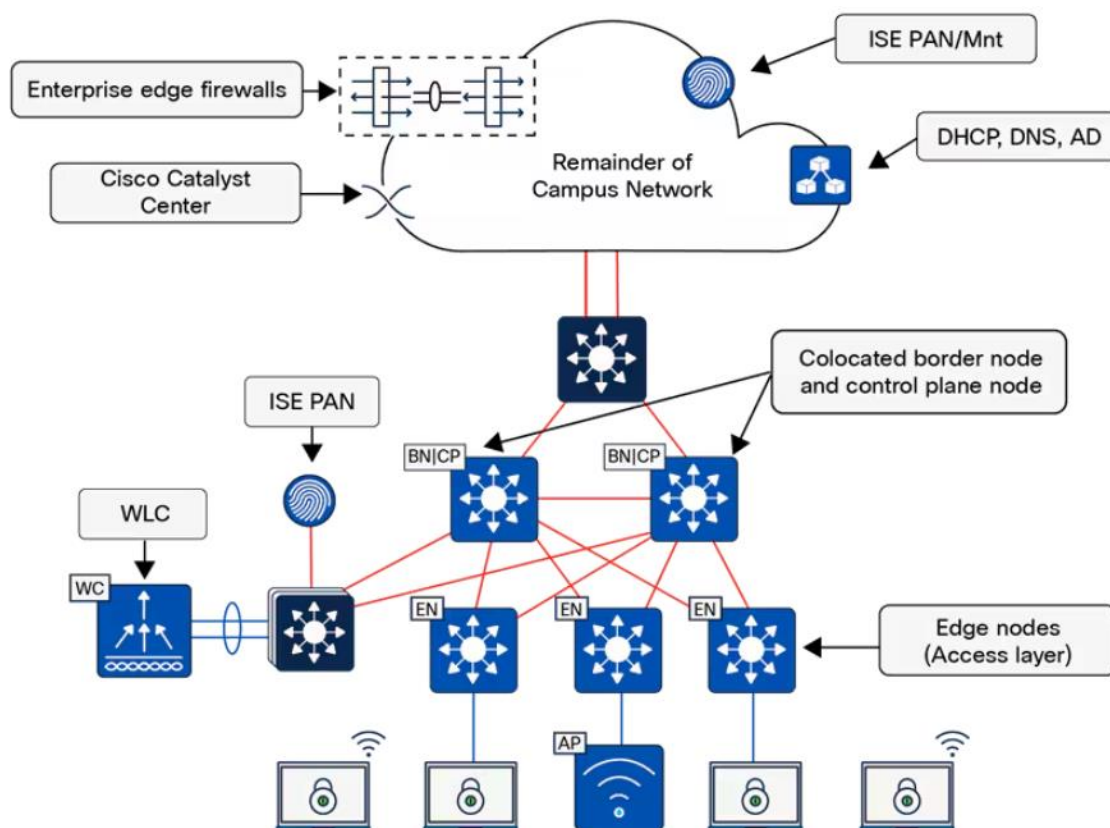 ISE PAN/Mnt
Enterprise edge firewalls
DHCP, DNS, AD
Remainder of
Campus Network
Cisco Catalyst
Center
Colocated border node
and control plane node
ISE PAN
BN|CP
BN|CP
WLC
WC
EN
EN
EN
Edge nodes
(Access layer)
AP